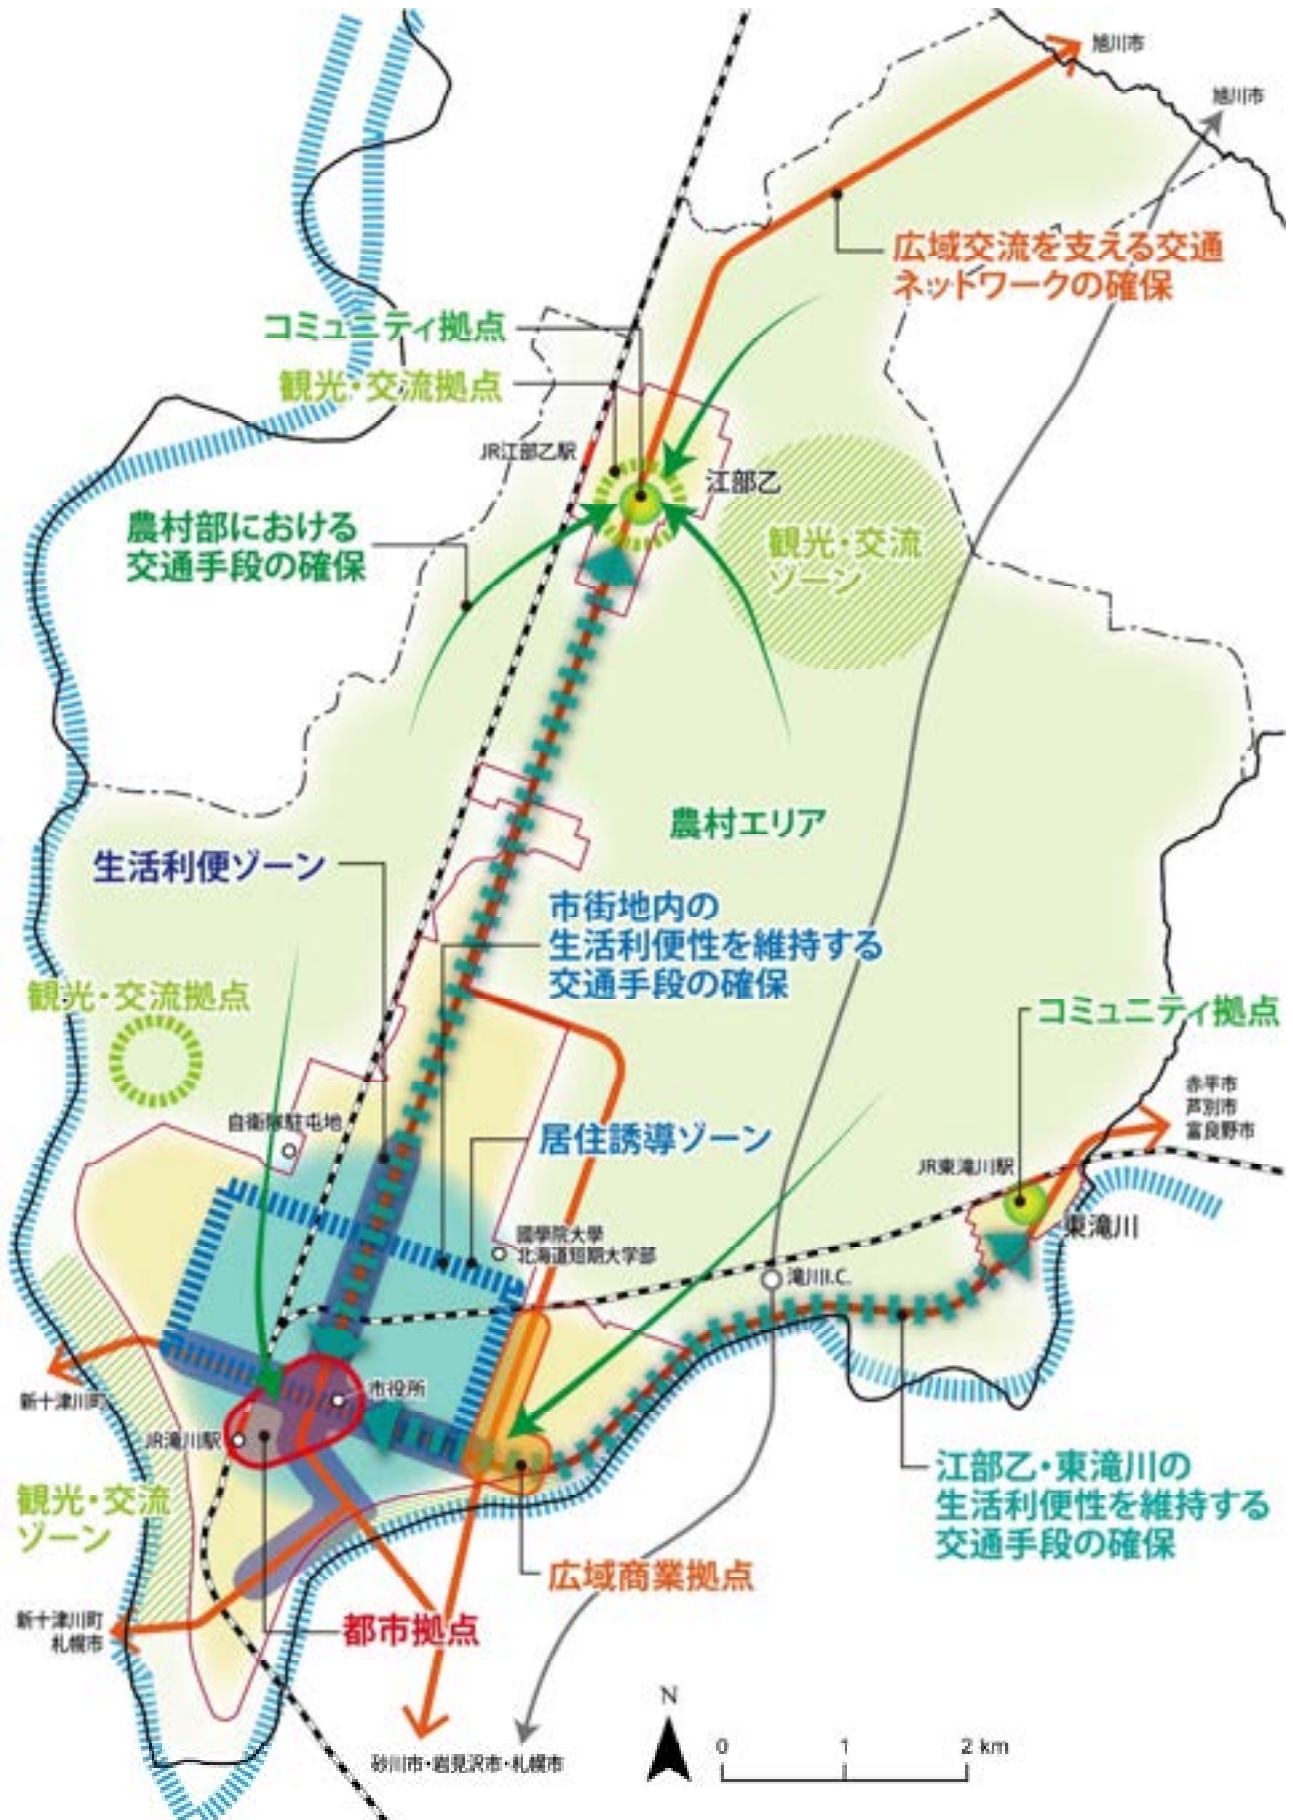 旭川市
旭川市
広域交流を支える交通
ネットワークの確保
コミュニティ拠点
観光・交流拠点
JR江部乙駅
江部乙
農村部における
交通手段の確保
観光・交流
ゾーン
農村エリア
生活利便ゾーン
市街地内の
生活利便性を維持する
交通手段の確保
観光・交流拠点
コミュニティ拠点
赤平市
芦別市
富良野市
自衛隊駐屯地
居住誘導ゾーン
JR東滝川駅
東滝川
國學院大學
北海道短期大学部
滝川I.C.
新十津川町
市役所
JR滝川駅
観光・交流
ゾーン
江部乙・東滝川の
生活利便性を維持する
交通手段の確保
広域商業拠点
新十津川町
札幌市
都市拠点
砂川市・岩見沢市・札幌市
N
0 1 2 km